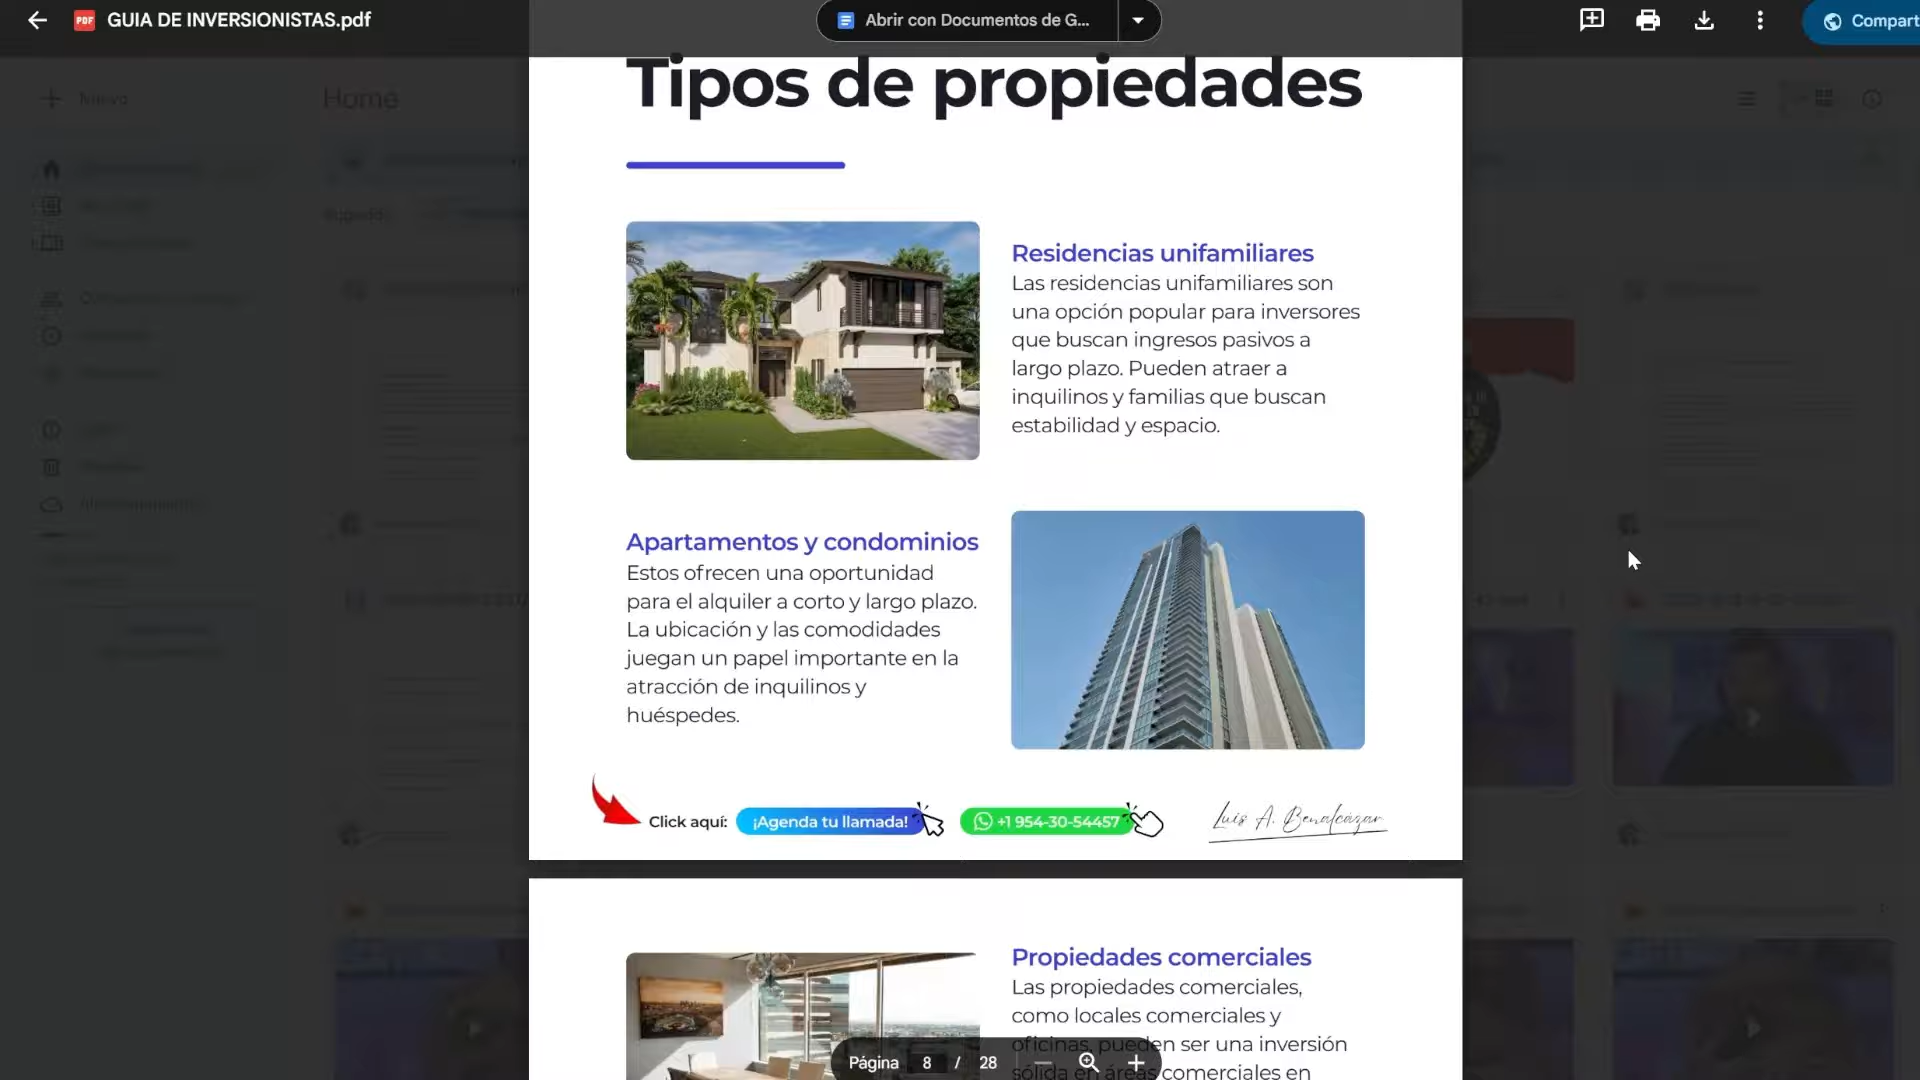 GUIA DE INVERSIONISTAS.pdf
Abrir con Documentos de G...
Compart
Nuevo
Home
Tipos de propiedades
Residencias unifamiliares
Las residencias unifamiliares son
una opción popular para inversores
que buscan ingresos pasivos a
largo plazo. Pueden atraer a
inquilinos y familias que buscan
estabilidad y espacio.
Apartamentos y condominios
Estos ofrecen una oportunidad
para el alquiler a corto y largo plazo.
La ubicación y las comodidades
juegan un papel importante en la
atracción de inquilinos y
huéspedes.
Click aquí:
¡Agenda tu llamada!
+1 954-30-54457
Luis A. Benalcázar
Propiedades comerciales
Las propiedades comerciales,
como locales comerciales y
oficinas, pueden ser una inversión
sólida en áreas comerciales en
Página 8 / 28